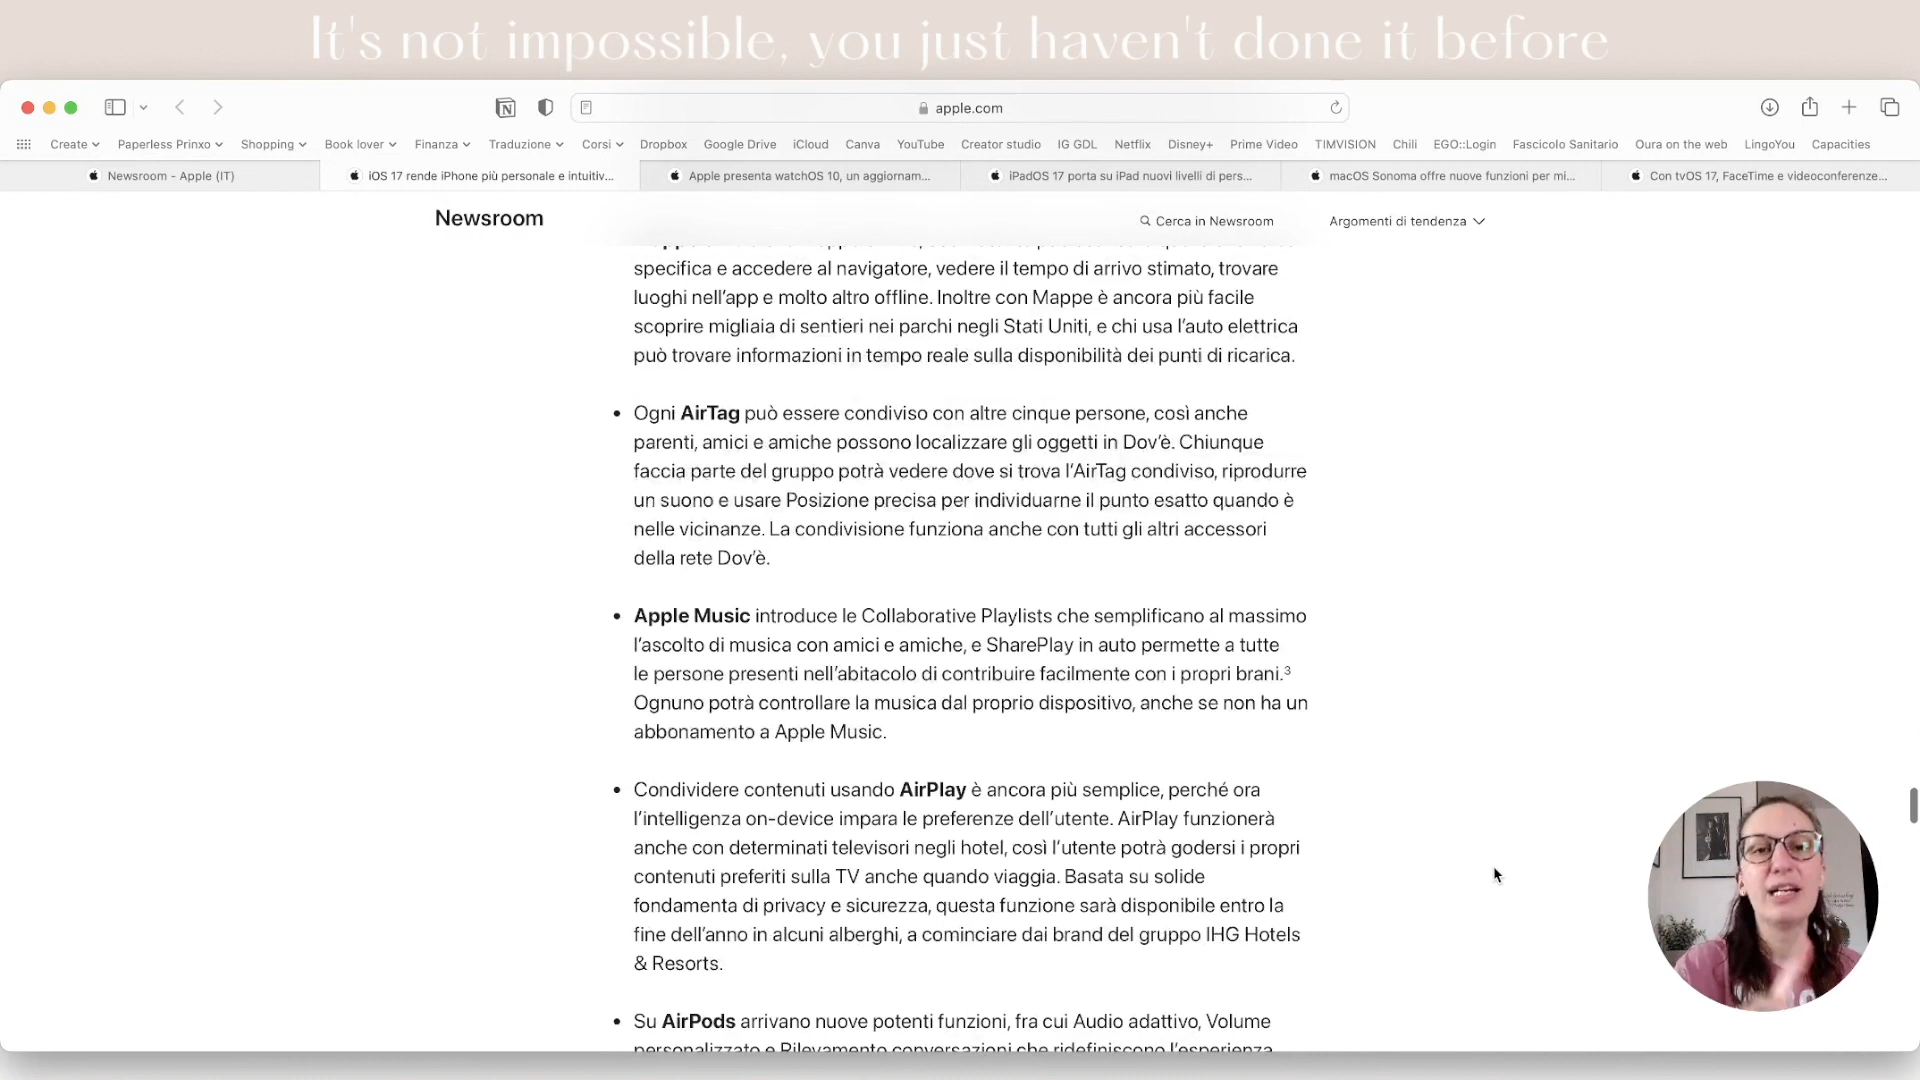 It's not impossible, you just haven't done it before
apple.com
Create
Paperless Prinxo
Shopping
Book lover
Finanza
Traduzione
Corsi
Dropbox
Google Drive
iCloud
Canva
YouTube
Creator studio
IG GDL
Netflix
Disney+
Prime Video
TIMVISION
Chili
EGO::Login
Fascicolo Sanitario
Oura on the web
LingoYou
Capacities
Newsroom - Apple (IT)
iOS 17 rende iPhone più personale e intuitiv...
Apple presenta watchOS 10, un aggiornam...
iPadOS 17 porta su iPad nuovi livelli di pers...
macOS Sonoma offre nuove funzioni per mi...
Con tvOS 17, FaceTime e videoconferenze...
Newsroom
Cerca in Newsroom
Argomenti di tendenza
specifica e accedere al navigatore, vedere il tempo di arrivo stimato, trovare
luoghi nell'app e molto altro offline. Inoltre con Mappe è ancora più facile
scoprire migliaia di sentieri nei parchi negli Stati Uniti, e chi usa l'auto elettrica
può trovare informazioni in tempo reale sulla disponibilità dei punti di ricarica.
• Ogni AirTag può essere condiviso con altre cinque persone, così anche
parenti, amici e amiche possono localizzare gli oggetti in Dov'è. Chiunque
faccia parte del gruppo potrà vedere dove si trova l'AirTag condiviso, riprodurre
un suono e usare Posizione precisa per individuarne il punto esatto quando è
nelle vicinanze. La condivisione funziona anche con tutti gli altri accessori
della rete Dov'è.
• Apple Music introduce le Collaborative Playlists che semplificano al massimo
l'ascolto di musica con amici e amiche, e SharePlay in auto permette a tutte
le persone presenti nell'abitacolo di contribuire facilmente con i propri brani.³
Ognuno potrà controllare la musica dal proprio dispositivo, anche se non ha un
abbonamento a Apple Music.
• Condividere contenuti usando AirPlay è ancora più semplice, perché ora
l'intelligenza on-device impara le preferenze dell'utente. AirPlay funzionerà
anche con determinati televisori negli hotel, così l'utente potrà godersi i propri
contenuti preferiti sulla TV anche quando viaggia. Basata su solide
fondamenta di privacy e sicurezza, questa funzione sarà disponibile entro la
fine dell'anno in alcuni alberghi, a cominciare dai brand del gruppo IHG Hotels
& Resorts.
• Su AirPods arrivano nuove potenti funzioni, fra cui Audio adattivo, Volume
personalizzato e Rilevamento conversazioni che ridefiniscono l'esperienza